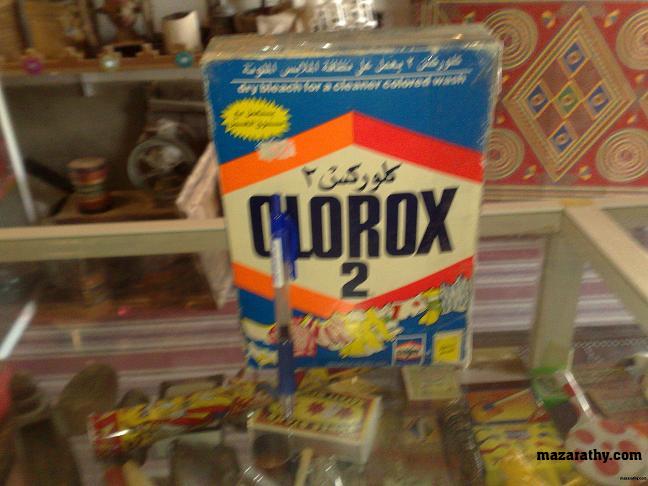 كلوركس ٢ يعمل على نظافة الملابس الملونة
dry bleach for a cleaner colored wash
كلوركس ٢
CLOROX
2
mazarathy.com